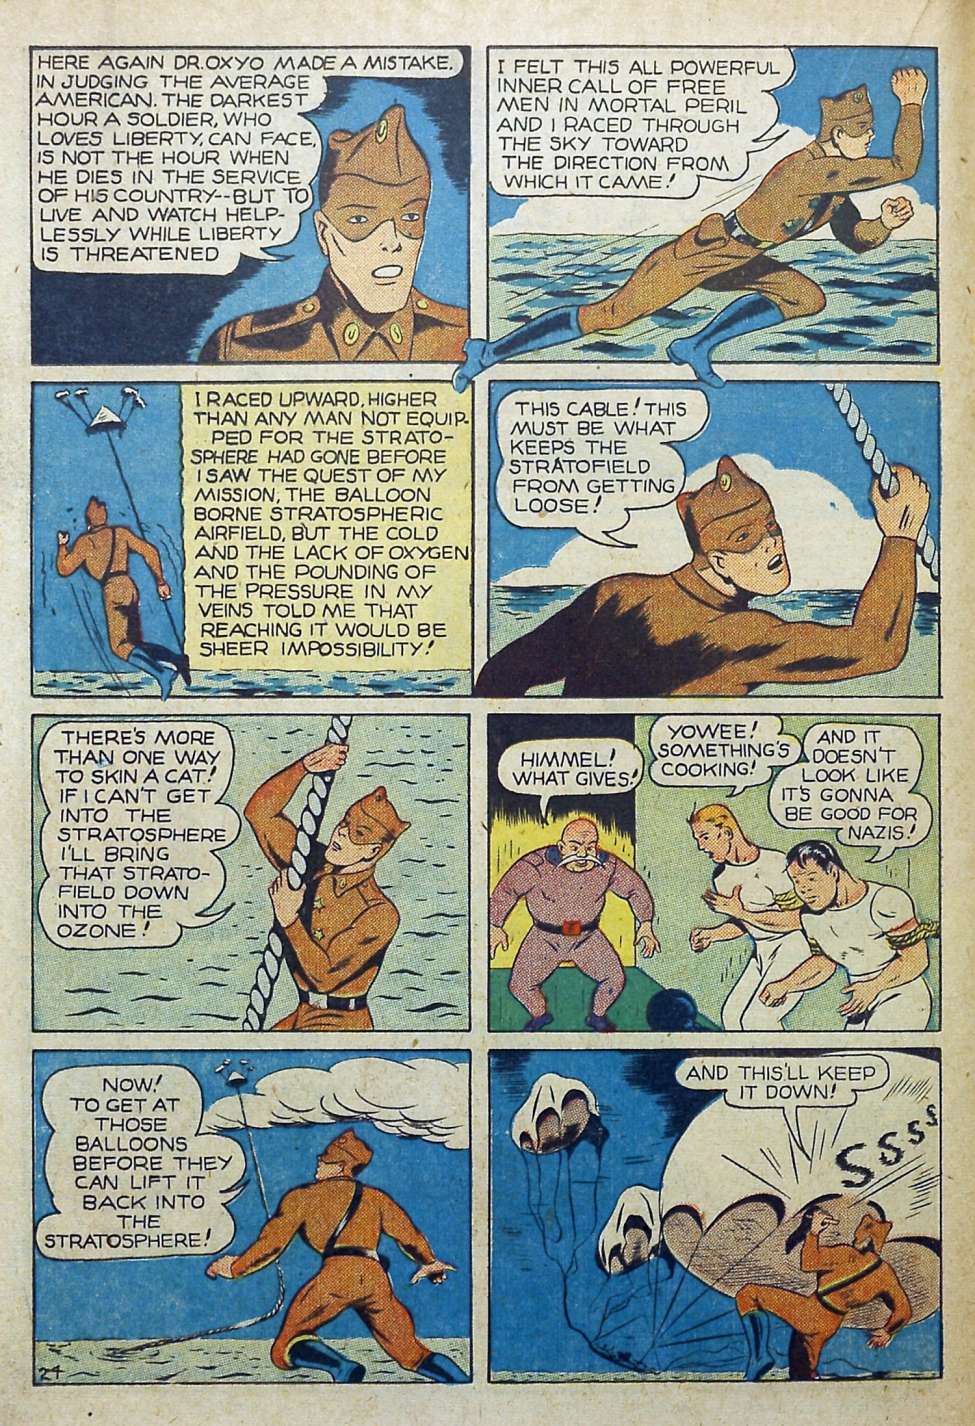 HERE AGAIN DR. OXYO MADE A MISTAKE.
IN JUDGING THE AVERAGE
AMERICAN. THE DARKEST
HOUR A SOLDIER, WHO
LOVES LIBERTY, CAN FACE,
IS NOT THE HOUR WHEN
HE DIES IN THE SERVICE
OF HIS COUNTRY--BUT TO
LIVE AND WATCH HELP-
LESSLY WHILE LIBERTY
IS THREATENED
U S
I FELT THIS ALL POWERFUL
INNER CALL OF FREE
MEN IN MORTAL PERIL
AND I RACED THROUGH
THE SKY TOWARD
THE DIRECTION FROM
WHICH IT CAME!
I RACED UPWARD, HIGHER
THAN ANY MAN NOT EQUIP-
PED FOR THE STRATO-
SPHERE HAD GONE BEFORE
I SAW THE QUEST OF MY
MISSION, THE BALLOON
BORNE STRATOSPHERIC
AIRFIELD, BUT THE COLD
AND THE LACK OF OXYGEN
AND THE POUNDING OF
THE PRESSURE IN MY
VEINS TOLD ME THAT
REACHING IT WOULD BE
SHEER IMPOSSIBILITY!
THIS CABLE! THIS
MUST BE WHAT
KEEPS THE
STRATOFIELD
FROM GETTING
LOOSE!
THERE'S MORE
THAN ONE WAY
TO SKIN A CAT!
IF I CAN'T GET
INTO THE
STRATOSPHERE
I'LL BRING
THAT STRATO-
FIELD DOWN
INTO THE
OZONE!
HIMMEL!
WHAT GIVES!
YOWEE!
SOMETHING'S
COOKING!
AND IT
DOESN'T
LOOK LIKE
IT'S GONNA
BE GOOD FOR
NAZIS!
NOW!
TO GET AT
THOSE
BALLOONS
BEFORE THEY
CAN LIFT IT
BACK INTO
THE
STRATOSPHERE!
24
AND THIS'LL KEEP
IT DOWN!
SSSSS